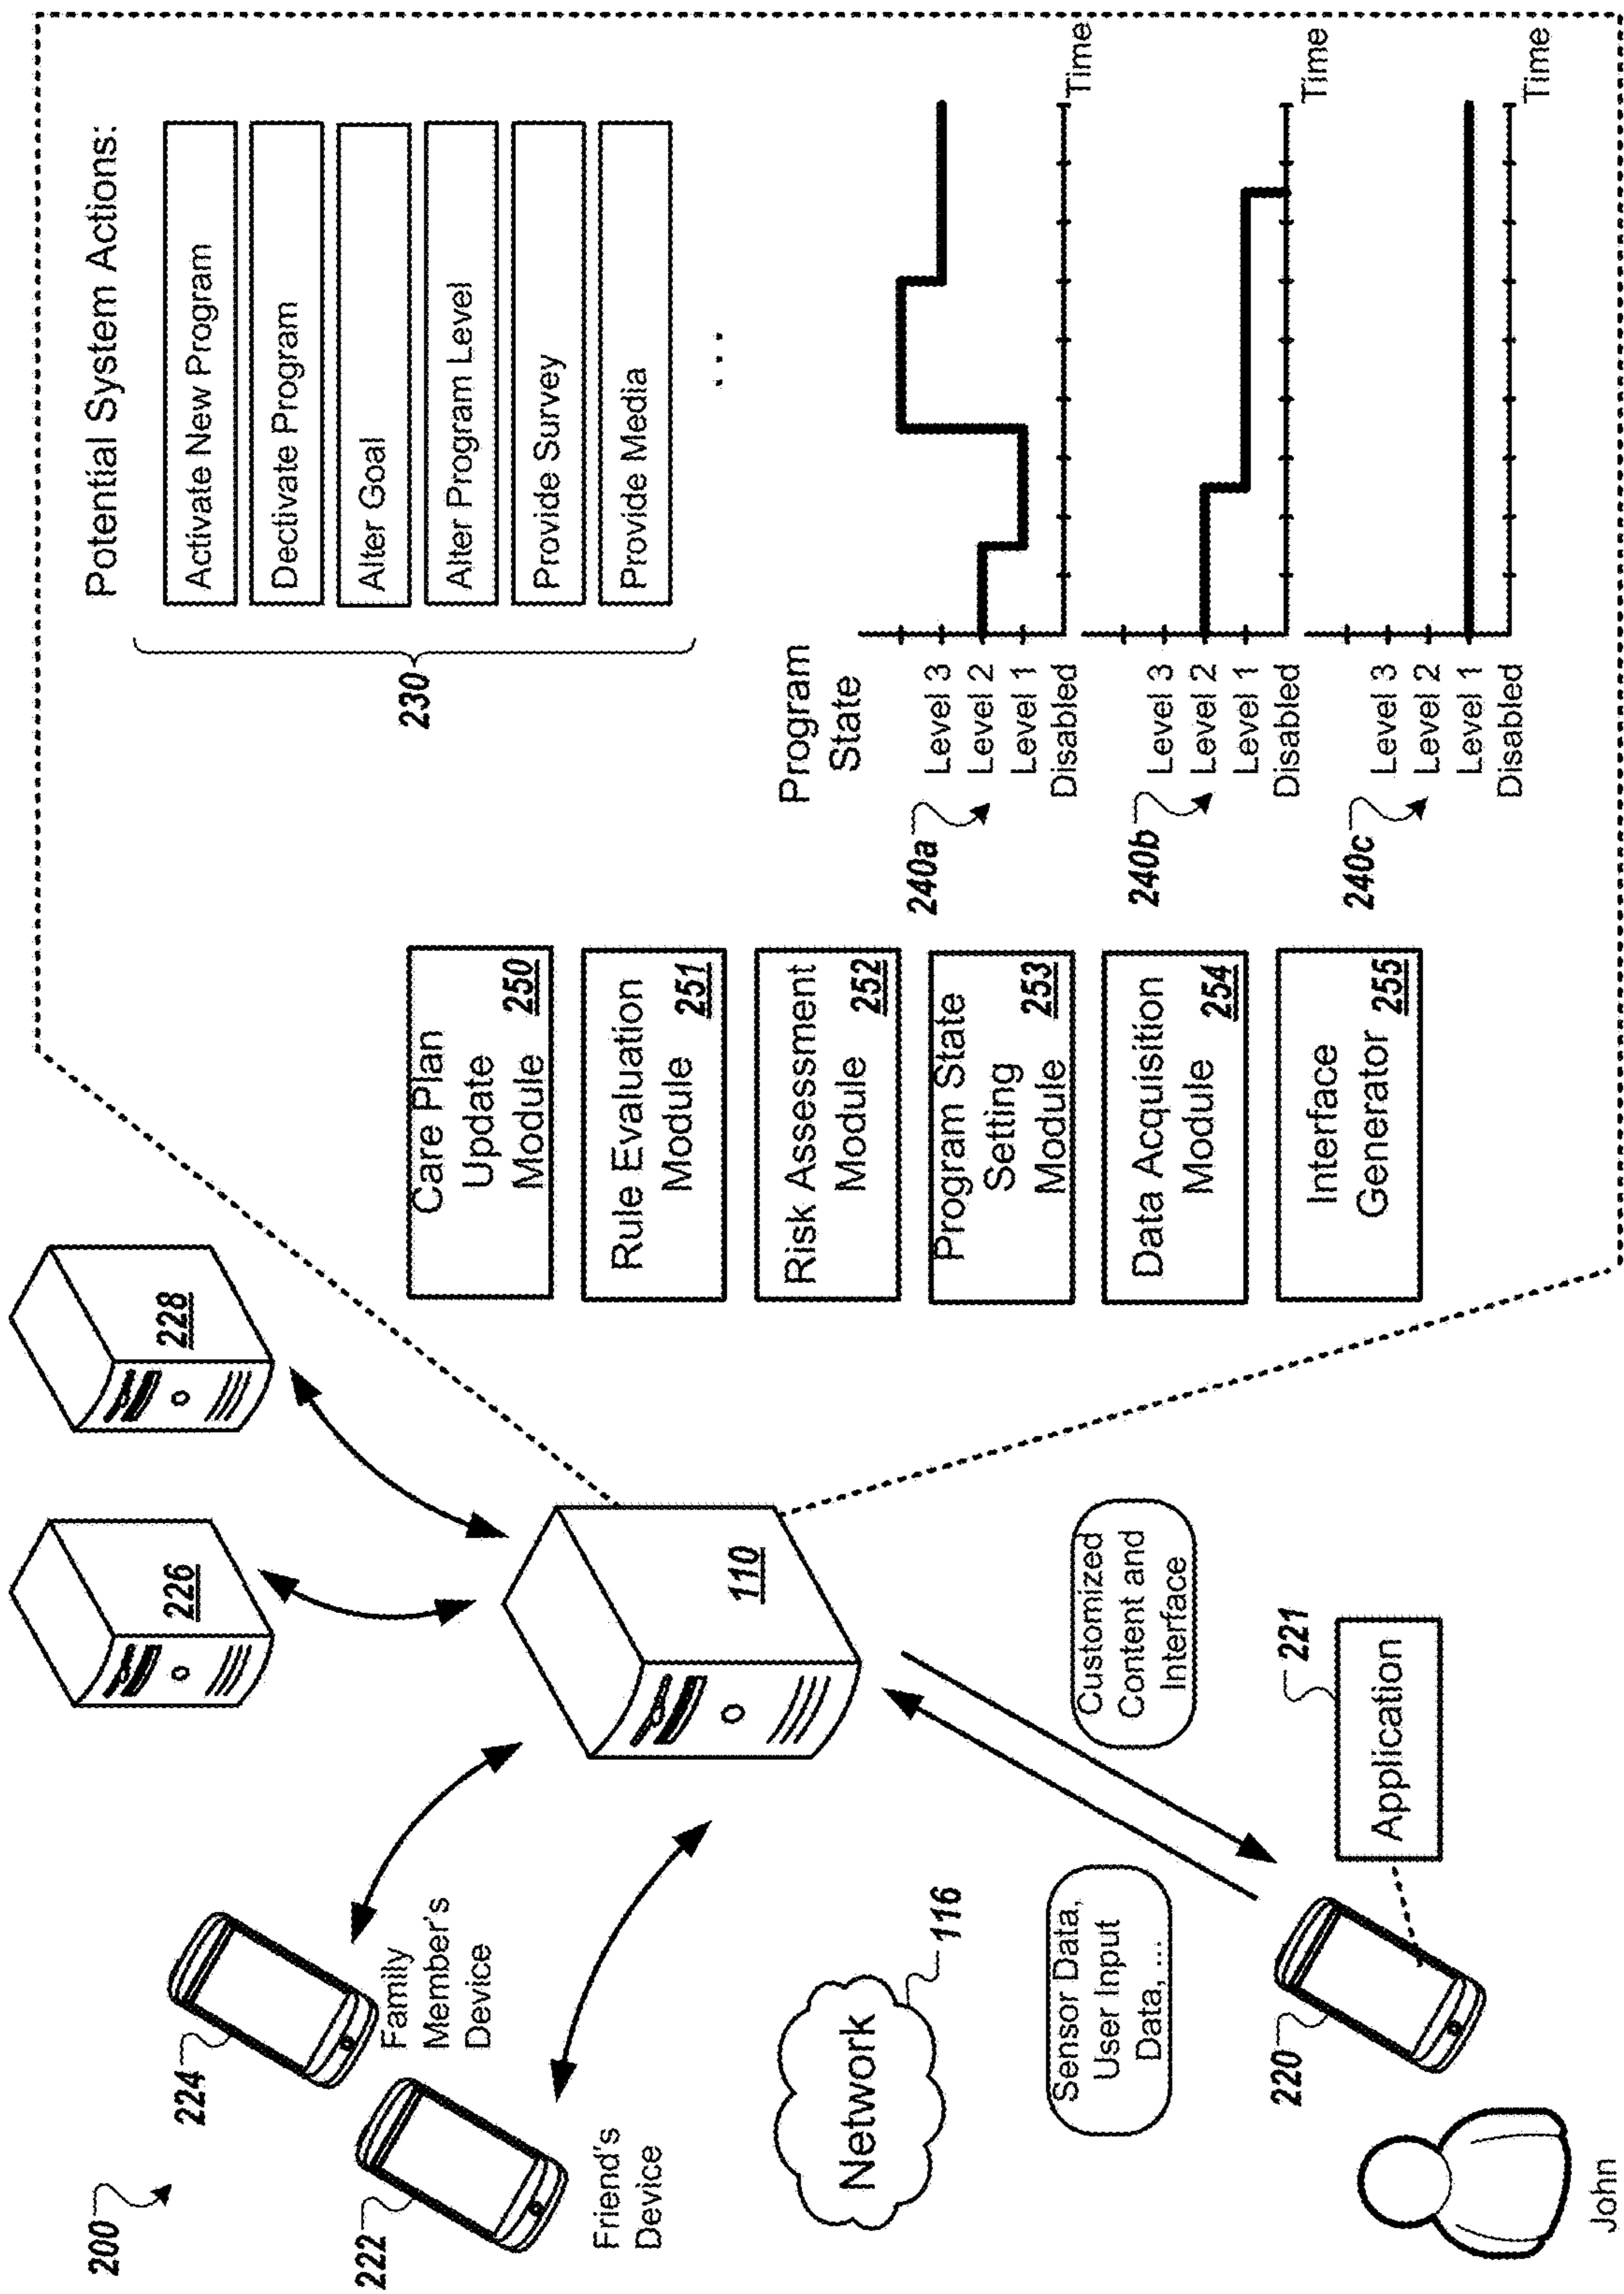 200
224
Family
Member's
Device
222
Friend's
Device
226
228
110
Network
116
Sensor Data,
User Input
Data, ...
Customized
Content and
Interface
220
221
Application
John
Care Plan
Update
Module
250
Rule Evaluation
Module
251
Risk Assessment
Module
252
Program State
Setting
Module
253
Data Acquisition
Module
254
Interface
Generator
255
Potential System Actions:
230
Activate New Program
Dectivate Program
Alter Goal
Alter Program Level
Provide Survey
Provide Media
...
Program
State
240a
Level 3
Level 2
Level 1
Disabled
Time
240b
Level 3
Level 2
Level 1
Disabled
Time
240c
Level 3
Level 2
Level 1
Disabled
Time